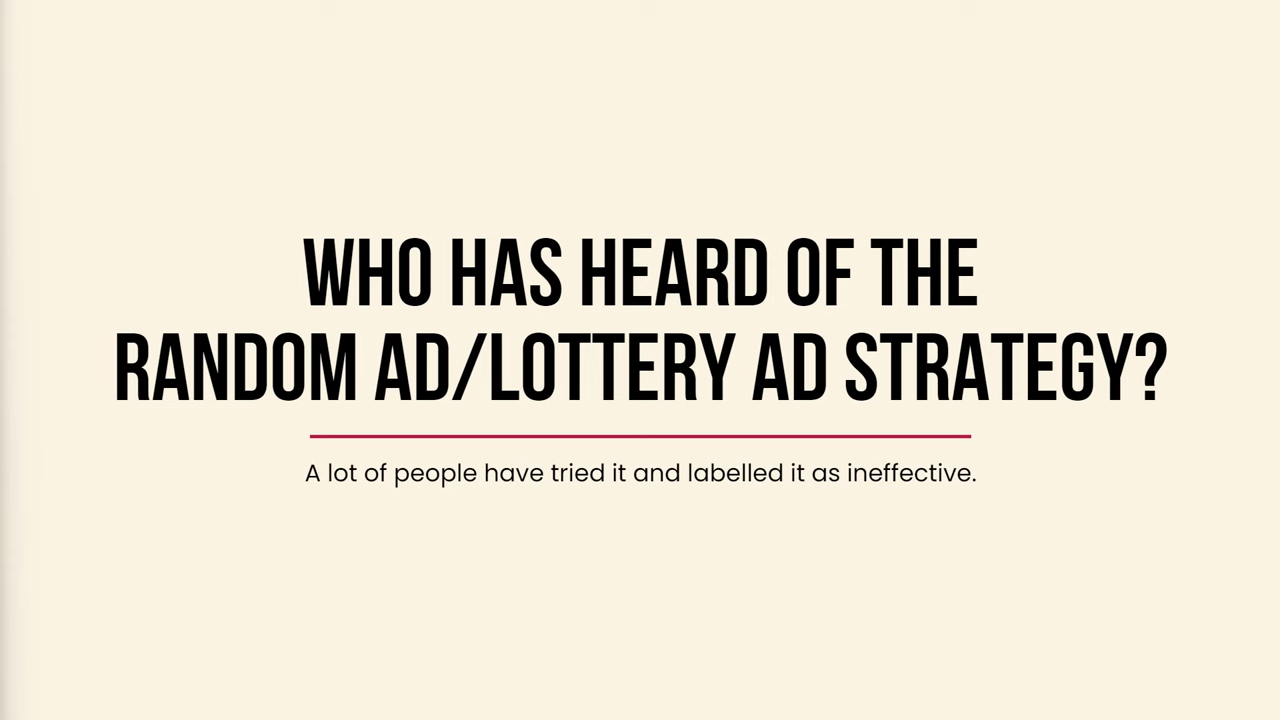 WHO HAS HEARD OF THE
RANDOM AD/LOTTERY AD STRATEGY?
A lot of people have tried it and labelled it as ineffective.